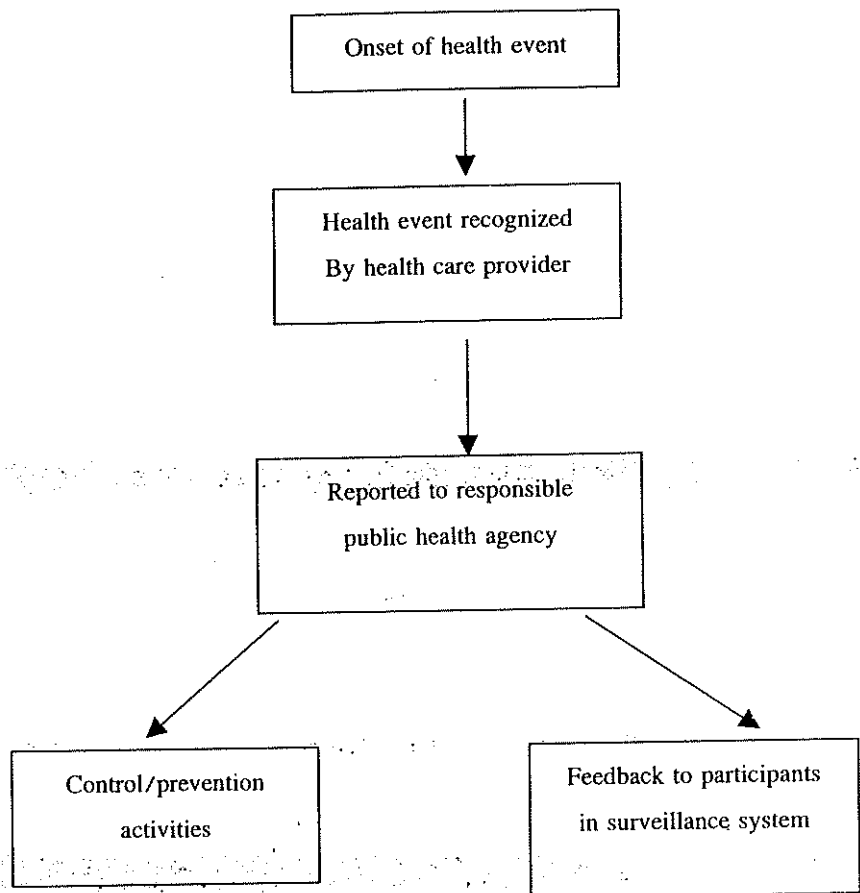 Onset of health event
Health event recognized
By health care provider
Reported to responsible
public health agency
Control/prevention
activities
Feedback to participants
in surveillance system